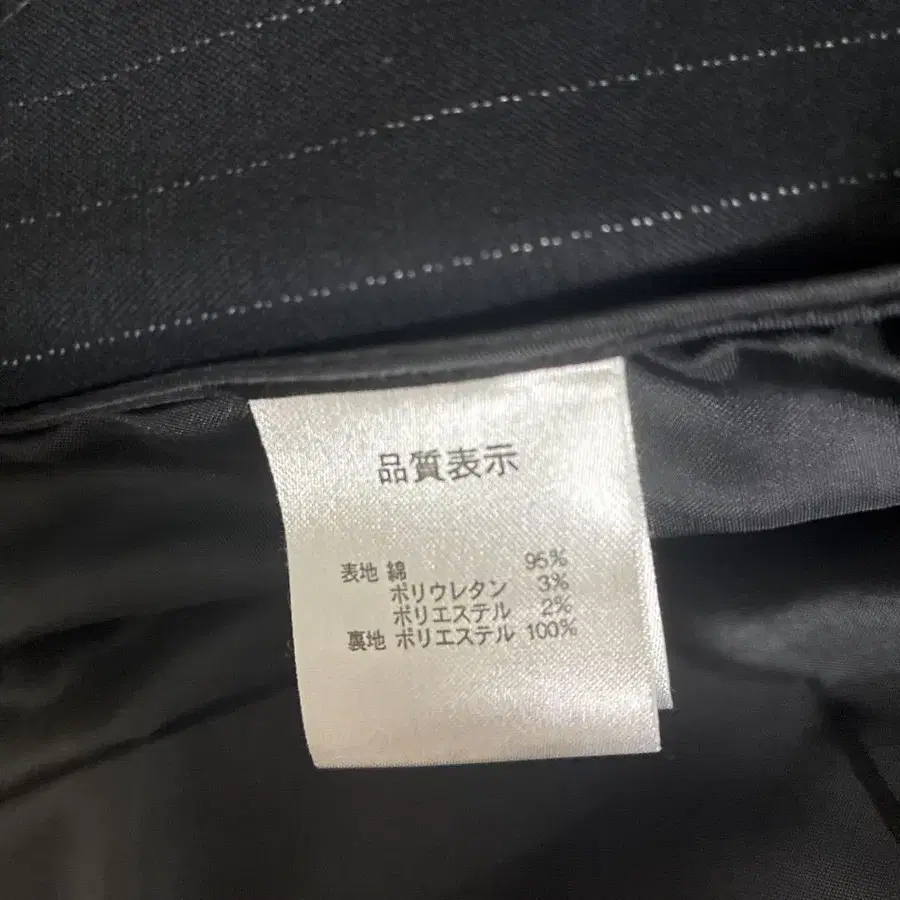 品質表示
表地 綿 95%
ポリウレタン 3%
ポリエステル 2%
裏地 ポリエステル 100%